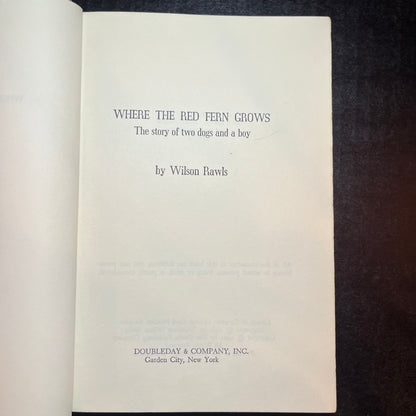 WHERE THE RED FERN GROWS
The story of two dogs and a boy
by Wilson Rawls
DOUBLEDAY & COMPANY, INC.
Garden City, New York